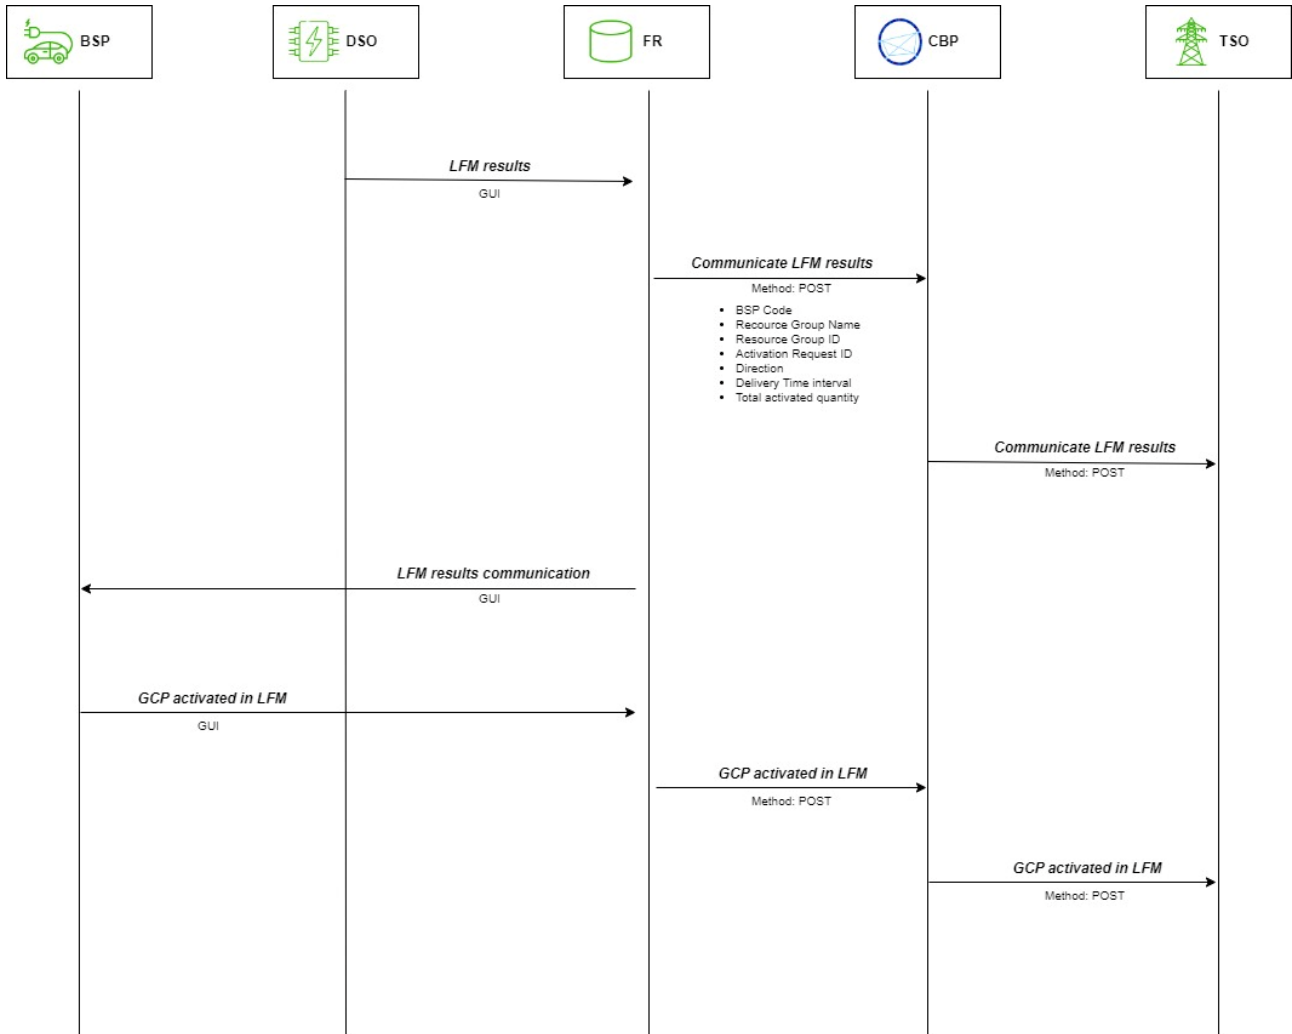 BSP
DSO
FR
CBP
TSO
LFM results
GUI
Communicate LFM results
Method: POST
• BSP Code
• Recource Group Name
• Resource Group ID
• Activation Request ID
• Direction
• Delivery Time interval
• Total activated quantity
Communicate LFM results
Method: POST
LFM results communication
GUI
GCP activated in LFM
GUI
GCP activated in LFM
Method: POST
GCP activated in LFM
Method: POST